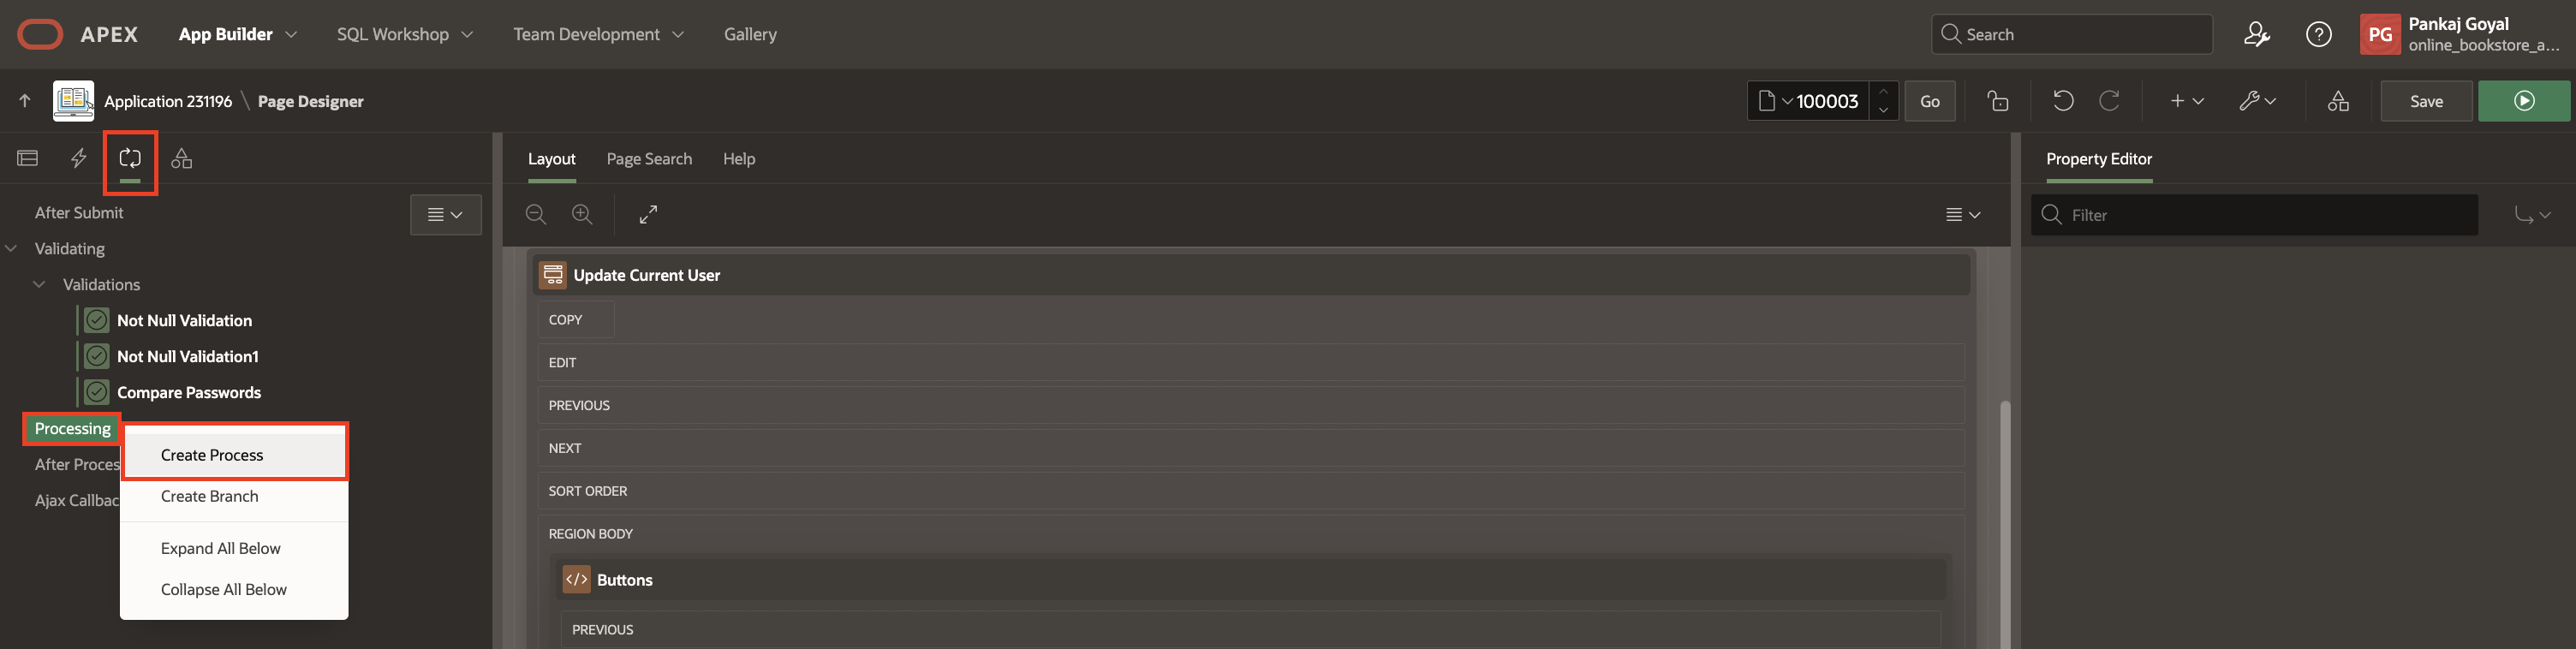 APEX App Builder SQL Workshop Team Development Gallery Search PG Pankaj Goyal
online_bookstore_a...
Application 231196 \ Page Designer 100003 Go Save
Layout Page Search Help Property Editor
After Submit
Filter
Validating
Validations
Not Null Validation
Not Null Validation1
Compare Passwords
Processing
After Proces
Ajax Callbac
Create Process
Create Branch
Expand All Below
Collapse All Below
Update Current User
COPY
EDIT
PREVIOUS
NEXT
SORT ORDER
REGION BODY
Buttons
PREVIOUS